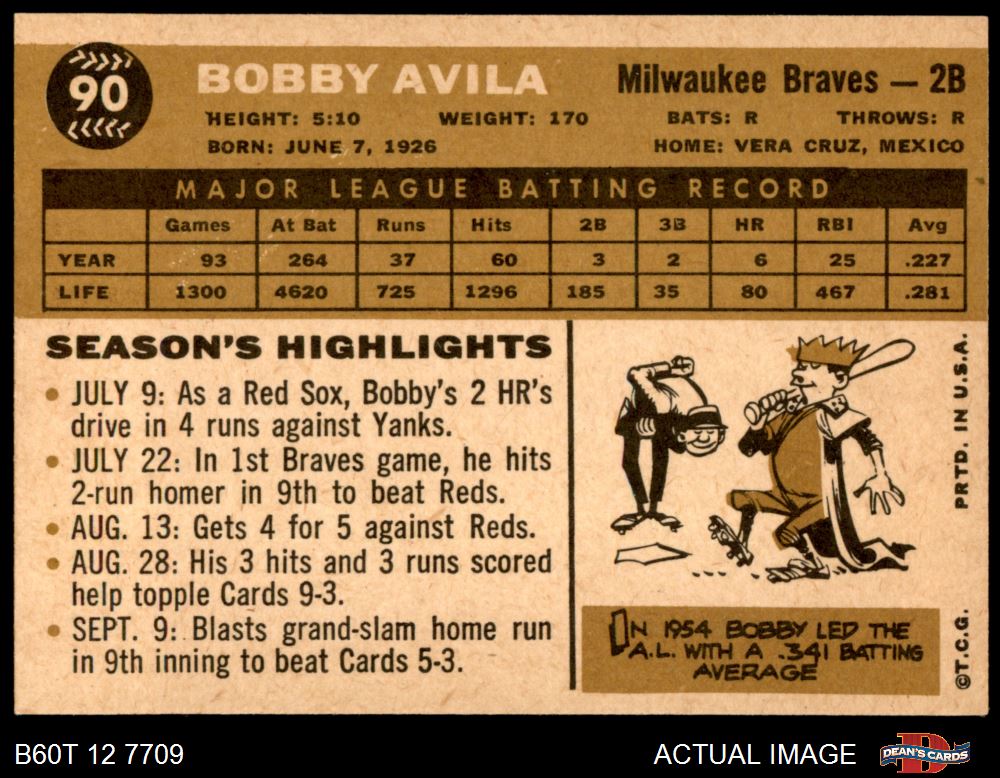 90
BOBBY AVILA
Milwaukee Braves — 2B
HEIGHT: 5:10 WEIGHT: 170 BATS: R THROWS: R
BORN: JUNE 7, 1926 HOME: VERA CRUZ, MEXICO
MAJOR LEAGUE BATTING RECORD
Games At Bat Runs Hits 2B 3B HR RBI Avg
YEAR 93 264 37 60 3 2 6 25 .227
LIFE 1300 4620 725 1296 185 35 80 467 .281
SEASON'S HIGHLIGHTS
• JULY 9: As a Red Sox, Bobby's 2 HR's
drive in 4 runs against Yanks.
• JULY 22: In 1st Braves game, he hits
2-run homer in 9th to beat Reds.
• AUG. 13: Gets 4 for 5 against Reds.
• AUG. 28: His 3 hits and 3 runs scored
help topple Cards 9-3.
• SEPT. 9: Blasts grand-slam home run
in 9th inning to beat Cards 5-3.
IN 1954 BOBBY LED THE
A.L. WITH A .341 BATTING
AVERAGE
©T.C.G. PRTD. IN U.S.A.
B60T 12 7709
ACTUAL IMAGE
DEAN'S CARDS